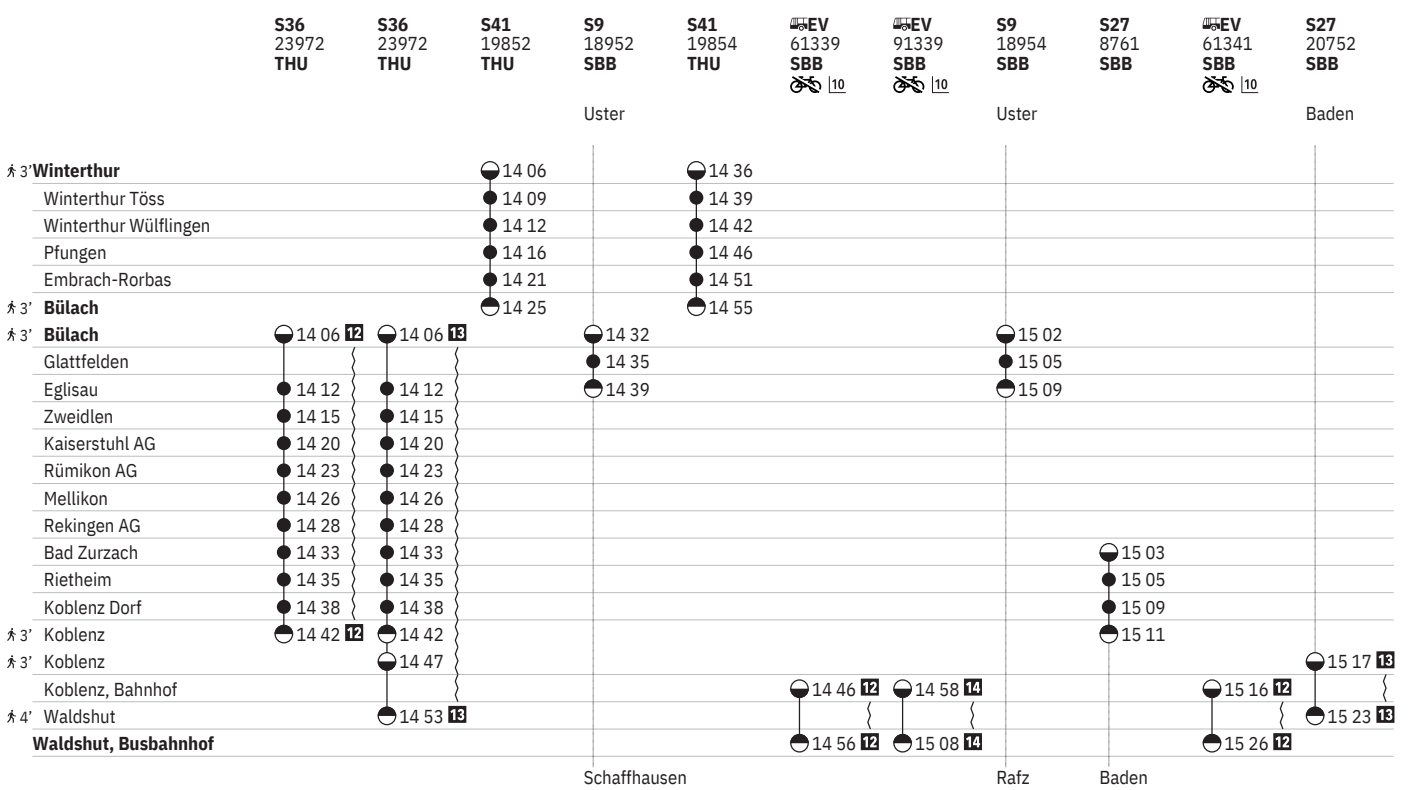 S36 S36 S41 S9 S41 EV EV S9 S27 EV S27
23972 23972 19852 18952 19854 61339 91339 18954 8761 61341 20752
THU THU THU SBB THU SBB SBB SBB SBB SBB SBB
10 10 10
Uster Uster Baden
3’ Winterthur 14 06 14 36
Winterthur Töss 14 09 14 39
Winterthur Wülflingen 14 12 14 42
Pfungen 14 16 14 46
Embrach-Rorbas 14 21 14 51
3’ Bülach 14 25 14 55
3’ Bülach 14 06 12 14 06 13 14 32 15 02
Glattfelden 14 35 15 05
Eglisau 14 12 14 12 14 39 15 09
Zweidlen 14 15 14 15
Kaiserstuhl AG 14 20 14 20
Rümikon AG 14 23 14 23
Mellikon 14 26 14 26
Rekingen AG 14 28 14 28
Bad Zurzach 14 33 14 33 15 03
Rietheim 14 35 14 35 15 05
Koblenz Dorf 14 38 14 38 15 09
3’ Koblenz 14 42 12 14 42 15 11
3’ Koblenz 14 47 15 17 13
Koblenz, Bahnhof 14 46 12 14 58 14 15 16 12
4’ Waldshut 14 53 13 15 23 13
Waldshut, Busbahnhof 14 56 12 15 08 14 15 26 12
Schaffhausen Rafz Baden